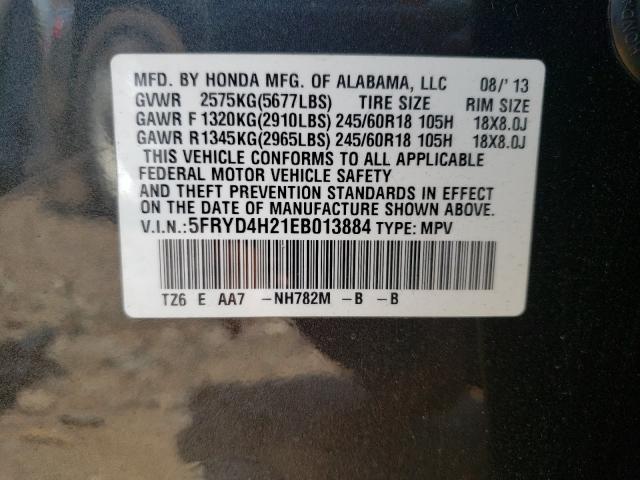 MFD. BY HONDA MFG. OF ALABAMA, LLC 08/'13
GVWR 2575KG(5677LBS) TIRE SIZE RIM SIZE
GAWR F 1320KG(2910LBS) 245/60R18 105H 18X8.0J
GAWR R 1345KG(2965LBS) 245/60R18 105H 18X8.0J
THIS VEHICLE CONFORMS TO ALL APPLICABLE
FEDERAL MOTOR VEHICLE SAFETY
AND THEFT PREVENTION STANDARDS IN EFFECT
ON THE DATE OF MANUFACTURE SHOWN ABOVE.
V.I.N.:5FRYD4H21EB013884 TYPE: MPV
TZ6 E AA7 -NH782M -B -B